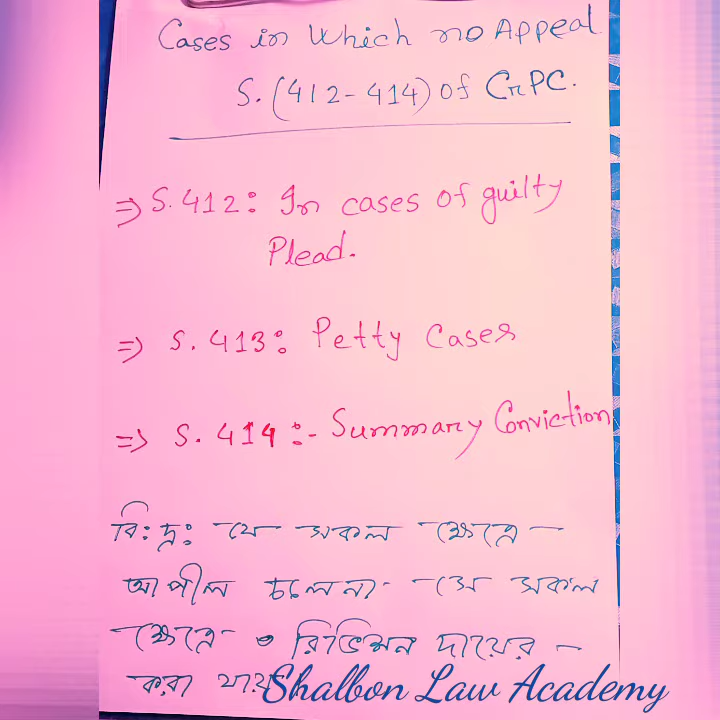 Cases in Which no Appeal.
S. (412-414) of CrPC.
⇒ S. 412: In cases of guilty
Plead.
⇒ S. 413: Petty Cases
⇒ S. 414:- Summary Conviction
বি:দ্র: যে সকল ক্ষেত্রে
আপীল চলেনা সে সকল
ক্ষেত্রে ও রিভিশন দায়ের
করা যায়
Shalbon Law Academy